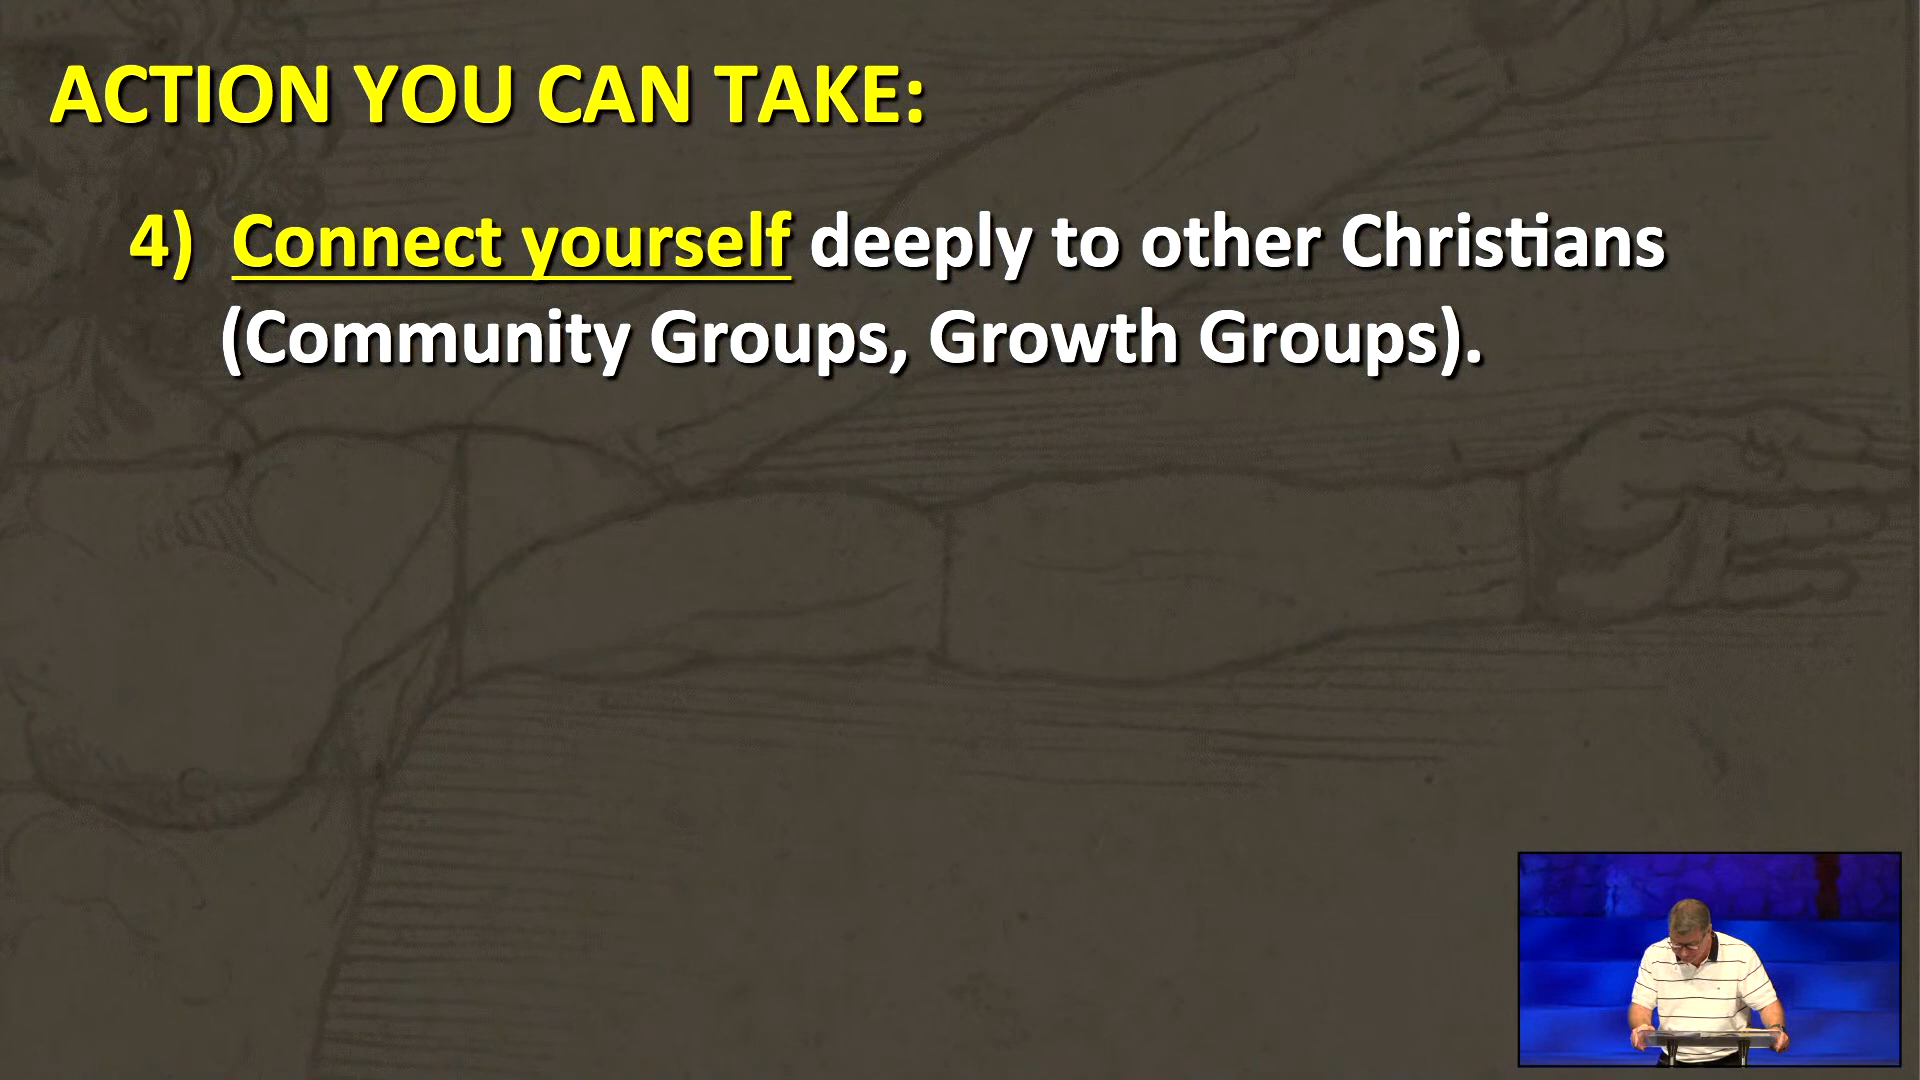 ACTION YOU CAN TAKE:
4) Connect yourself deeply to other Christians
(Community Groups, Growth Groups).